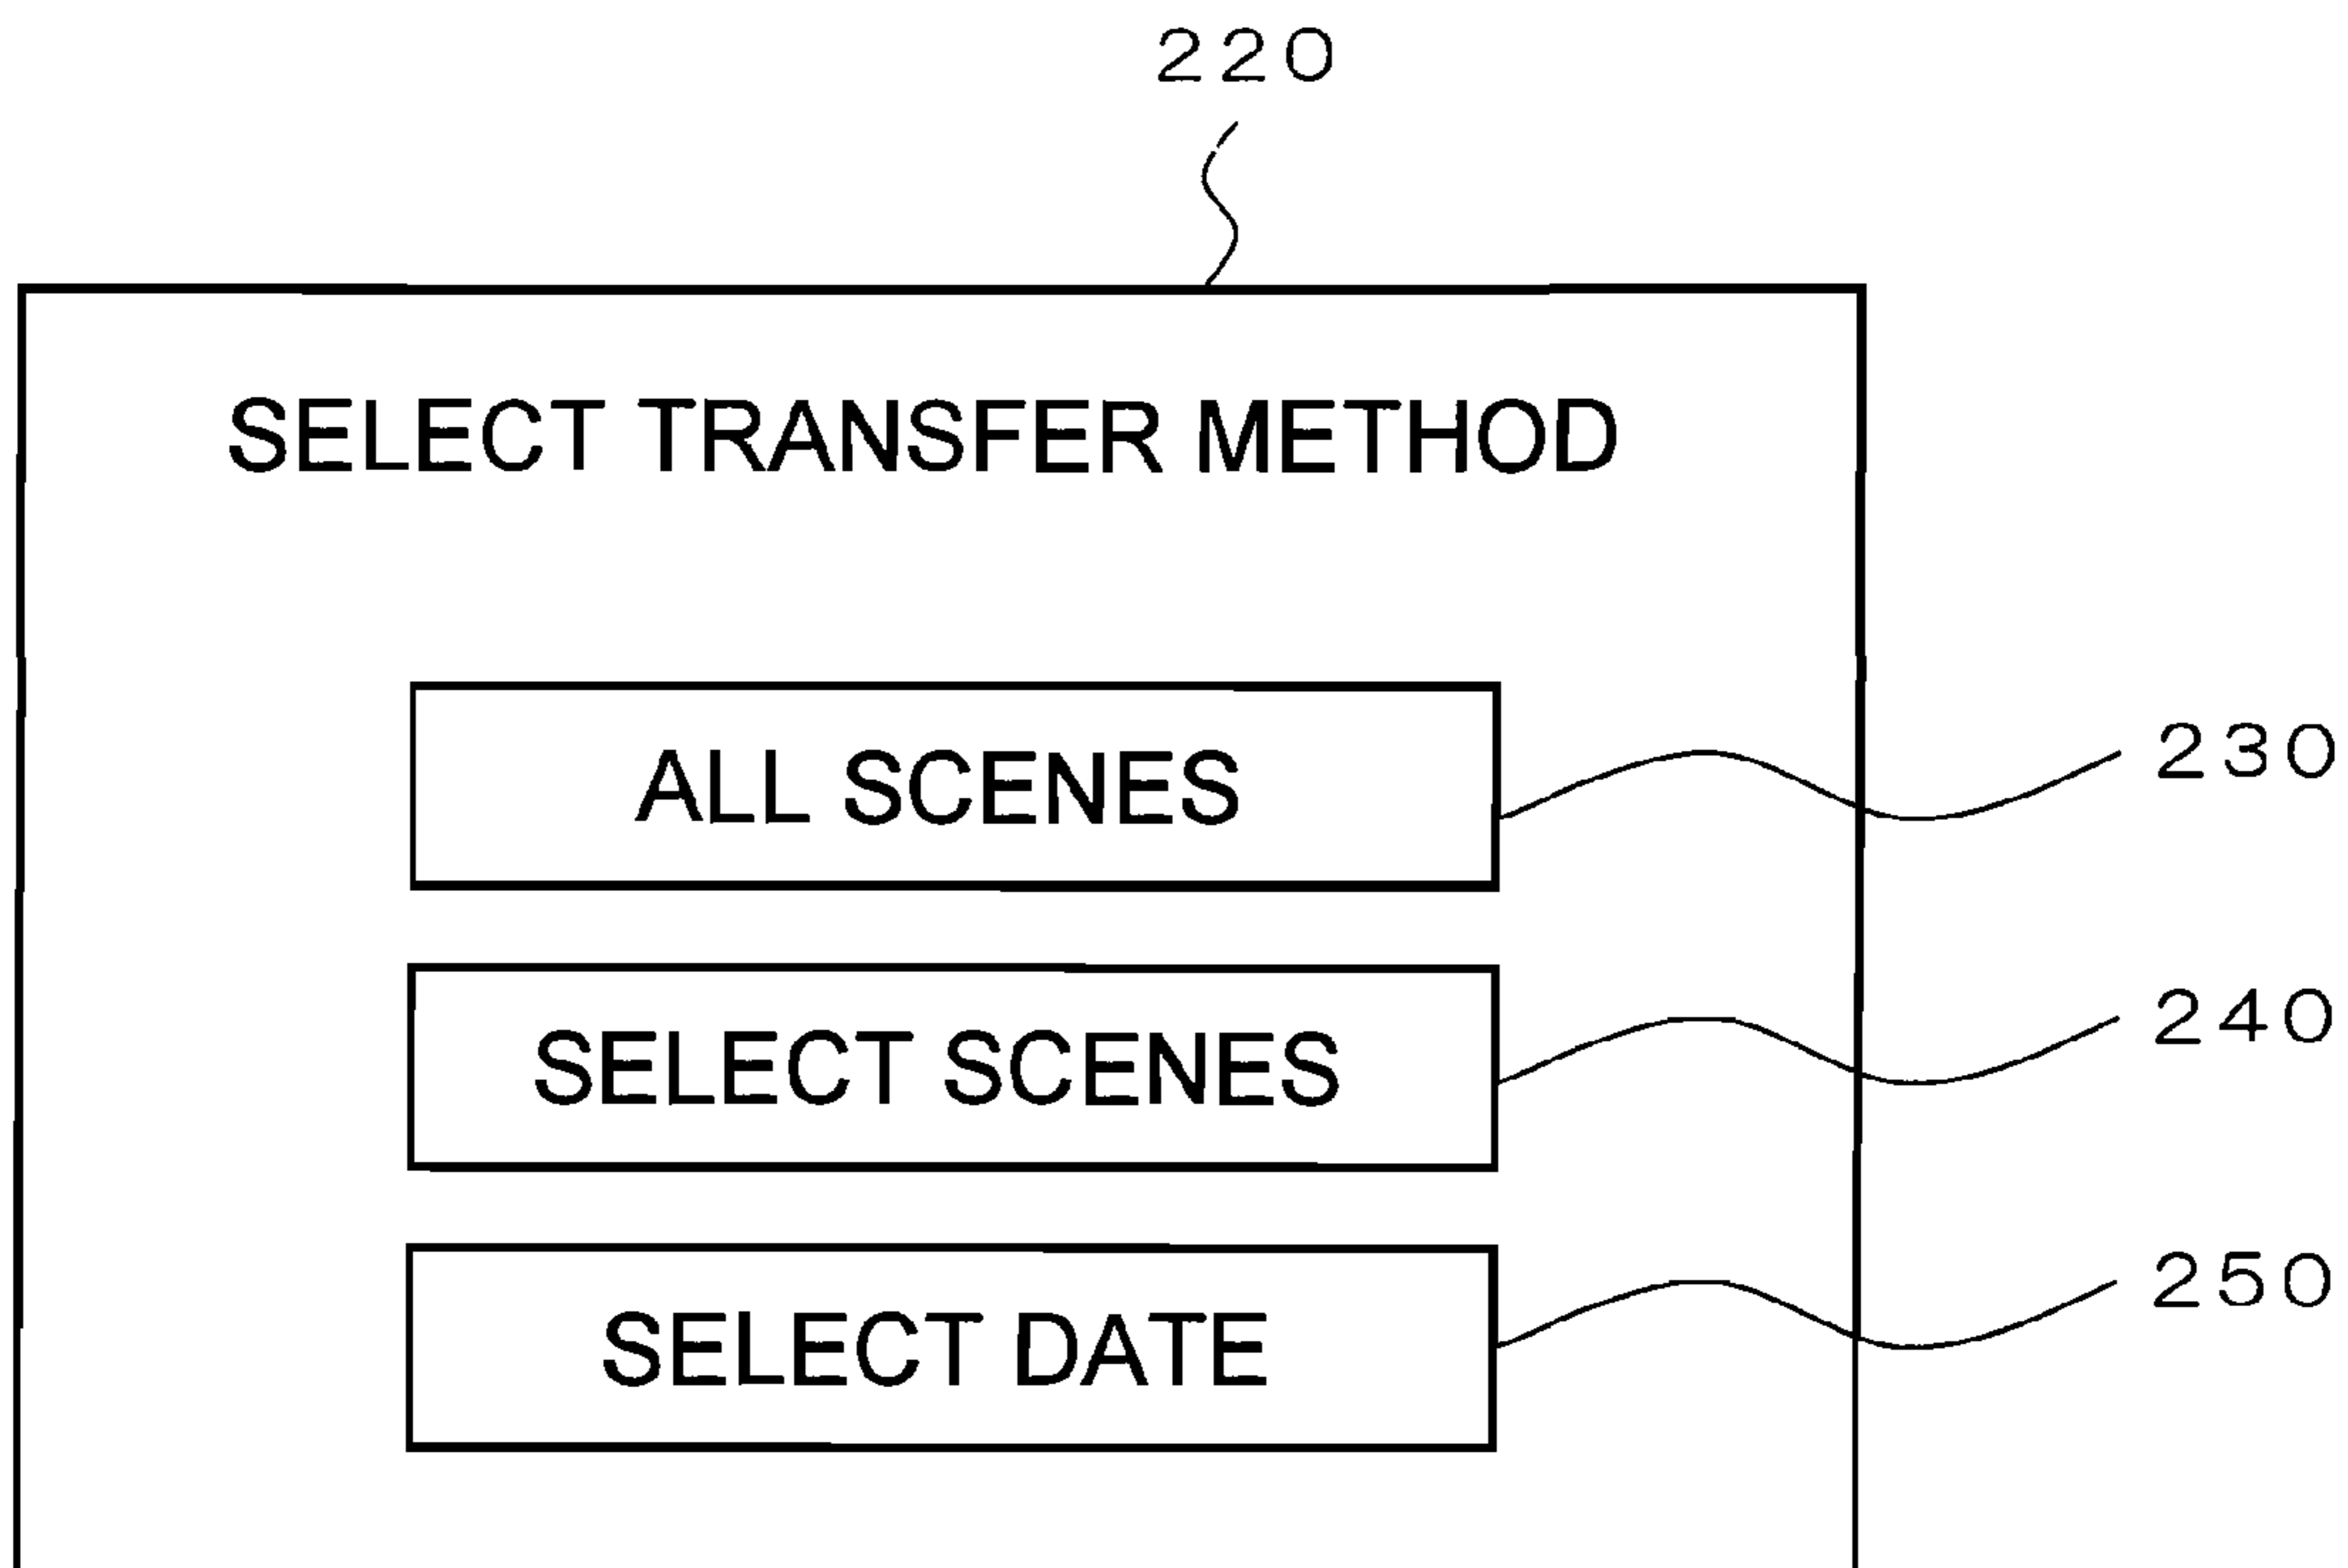 220
SELECT TRANSFER METHOD
ALL SCENES
230
SELECT SCENES
240
SELECT DATE
250